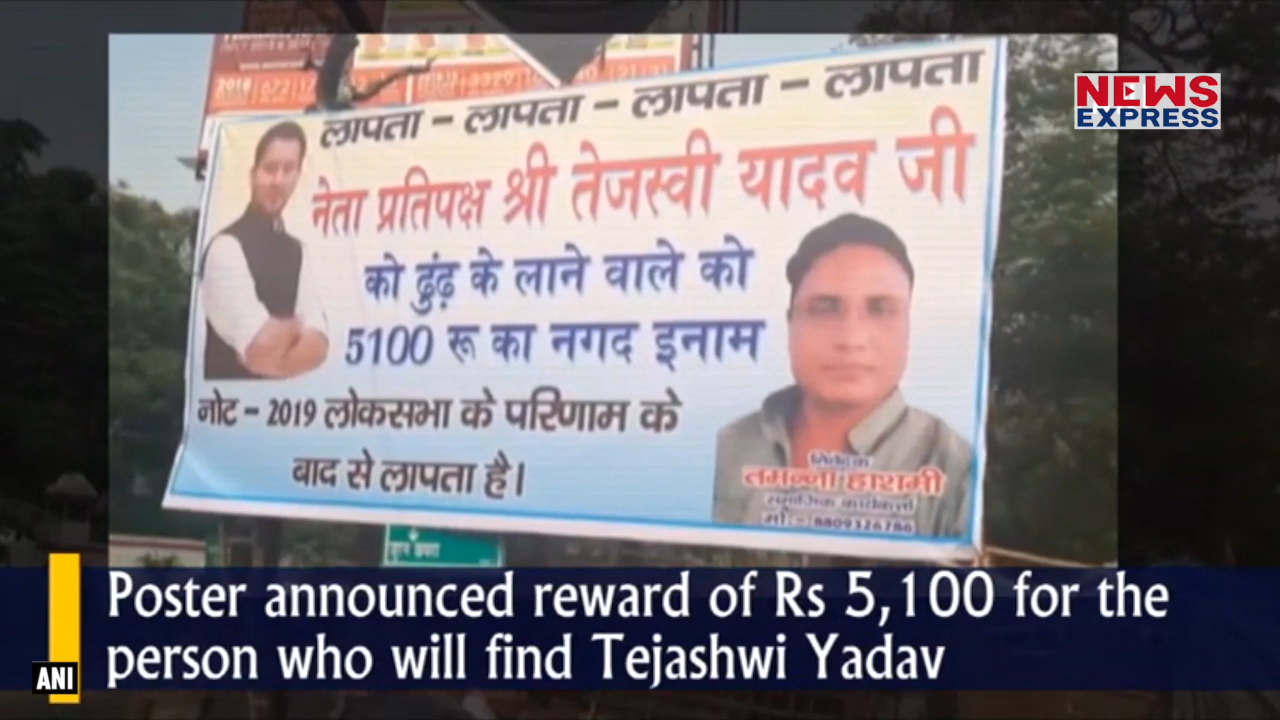 2019
NEWS
EXPRESS
लापता – लापता – लापता – लापता
नेता प्रतिपक्ष श्री तेजस्वी यादव जी
को ढुंढ़ के लाने वाले को
5100 रू का नगद इनाम
नोट – 2019 लोकसभा के परिणाम के
बाद से लापता है।
निवेदक
तमन्ना हाशमी
सामाजिक कार्यकर्ता
मो:- 8809326786
Poster announced reward of Rs 5,100 for the
person who will find Tejashwi Yadav
ANI